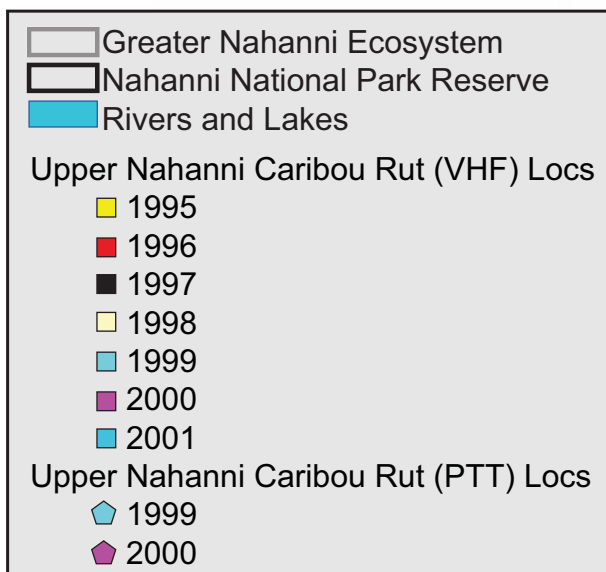 Greater Nahanni Ecosystem
Nahanni National Park Reserve
Rivers and Lakes
Upper Nahanni Caribou Rut (VHF) Locs
1995
1996
1997
1998
1999
2000
2001
Upper Nahanni Caribou Rut (PTT) Locs
1999
2000